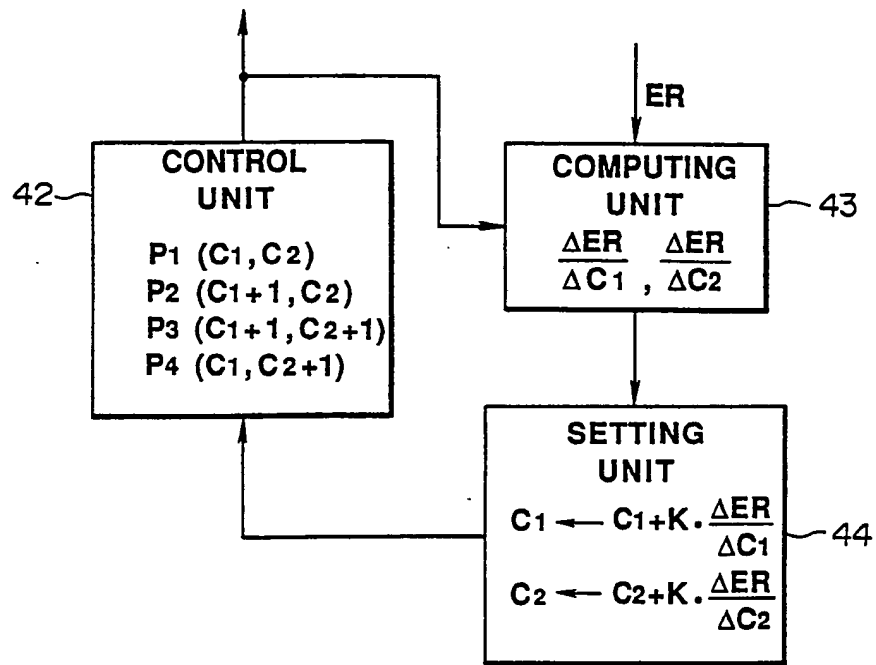 ER
42
CONTROL
UNIT
P1 (C1,C2)
P2 (C1+1,C2)
P3 (C1+1,C2+1)
P4 (C1,C2+1)
COMPUTING
UNIT
ΔER/ΔC1 , ΔER/ΔC2
43
SETTING
UNIT
C1 ← C1+K·ΔER/ΔC1
C2 ← C2+K·ΔER/ΔC2
44